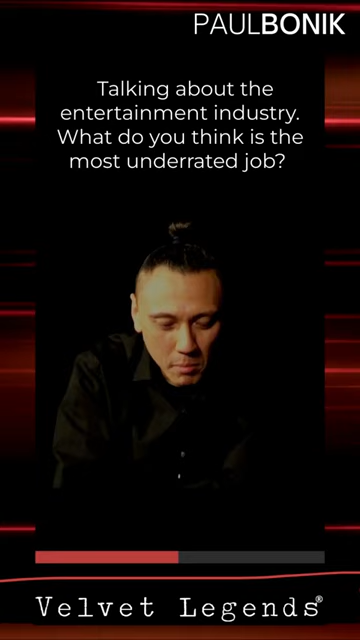 PAULBONIK
Talking about the
entertainment industry.
What do you think is the
most underrated job?
Velvet Legends®